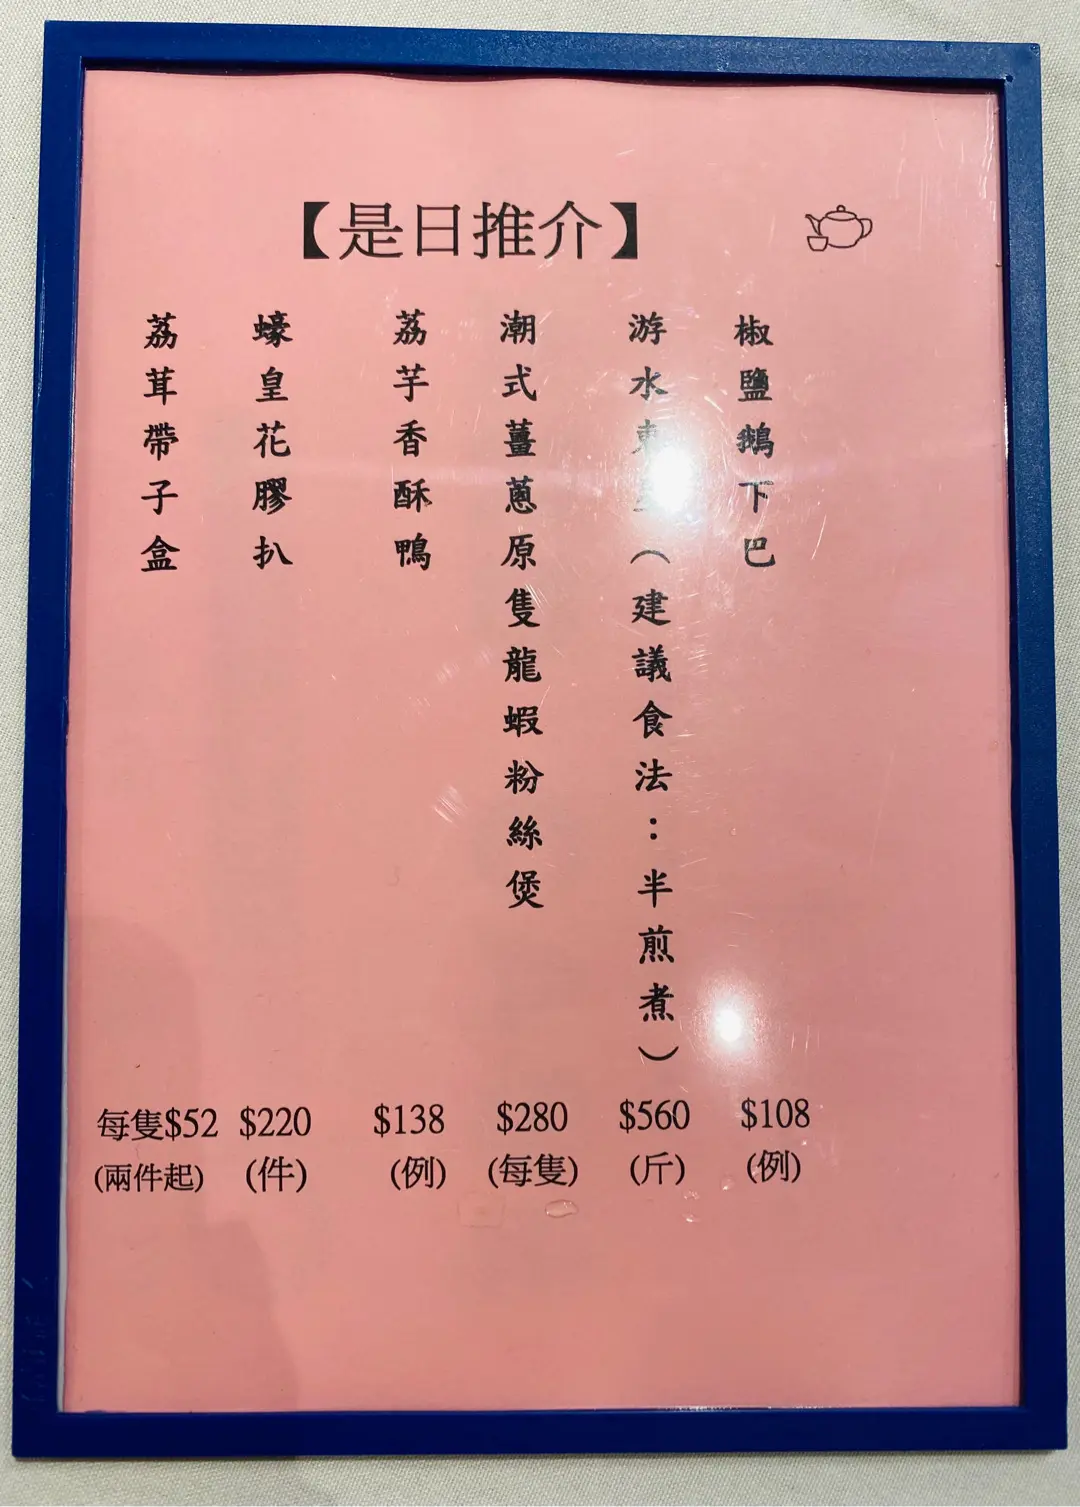 【是日推介】
椒鹽鵝下巴
$108
(例)
游水東（建議食法：半煎煮）
$560
(斤)
潮式薑蔥原隻龍蝦粉絲煲
$280
(每隻)
荔芋香酥鴨
$138
(例)
蠔皇花膠扒
$220
(件)
荔茸帶子盒
每隻$52
(兩件起)